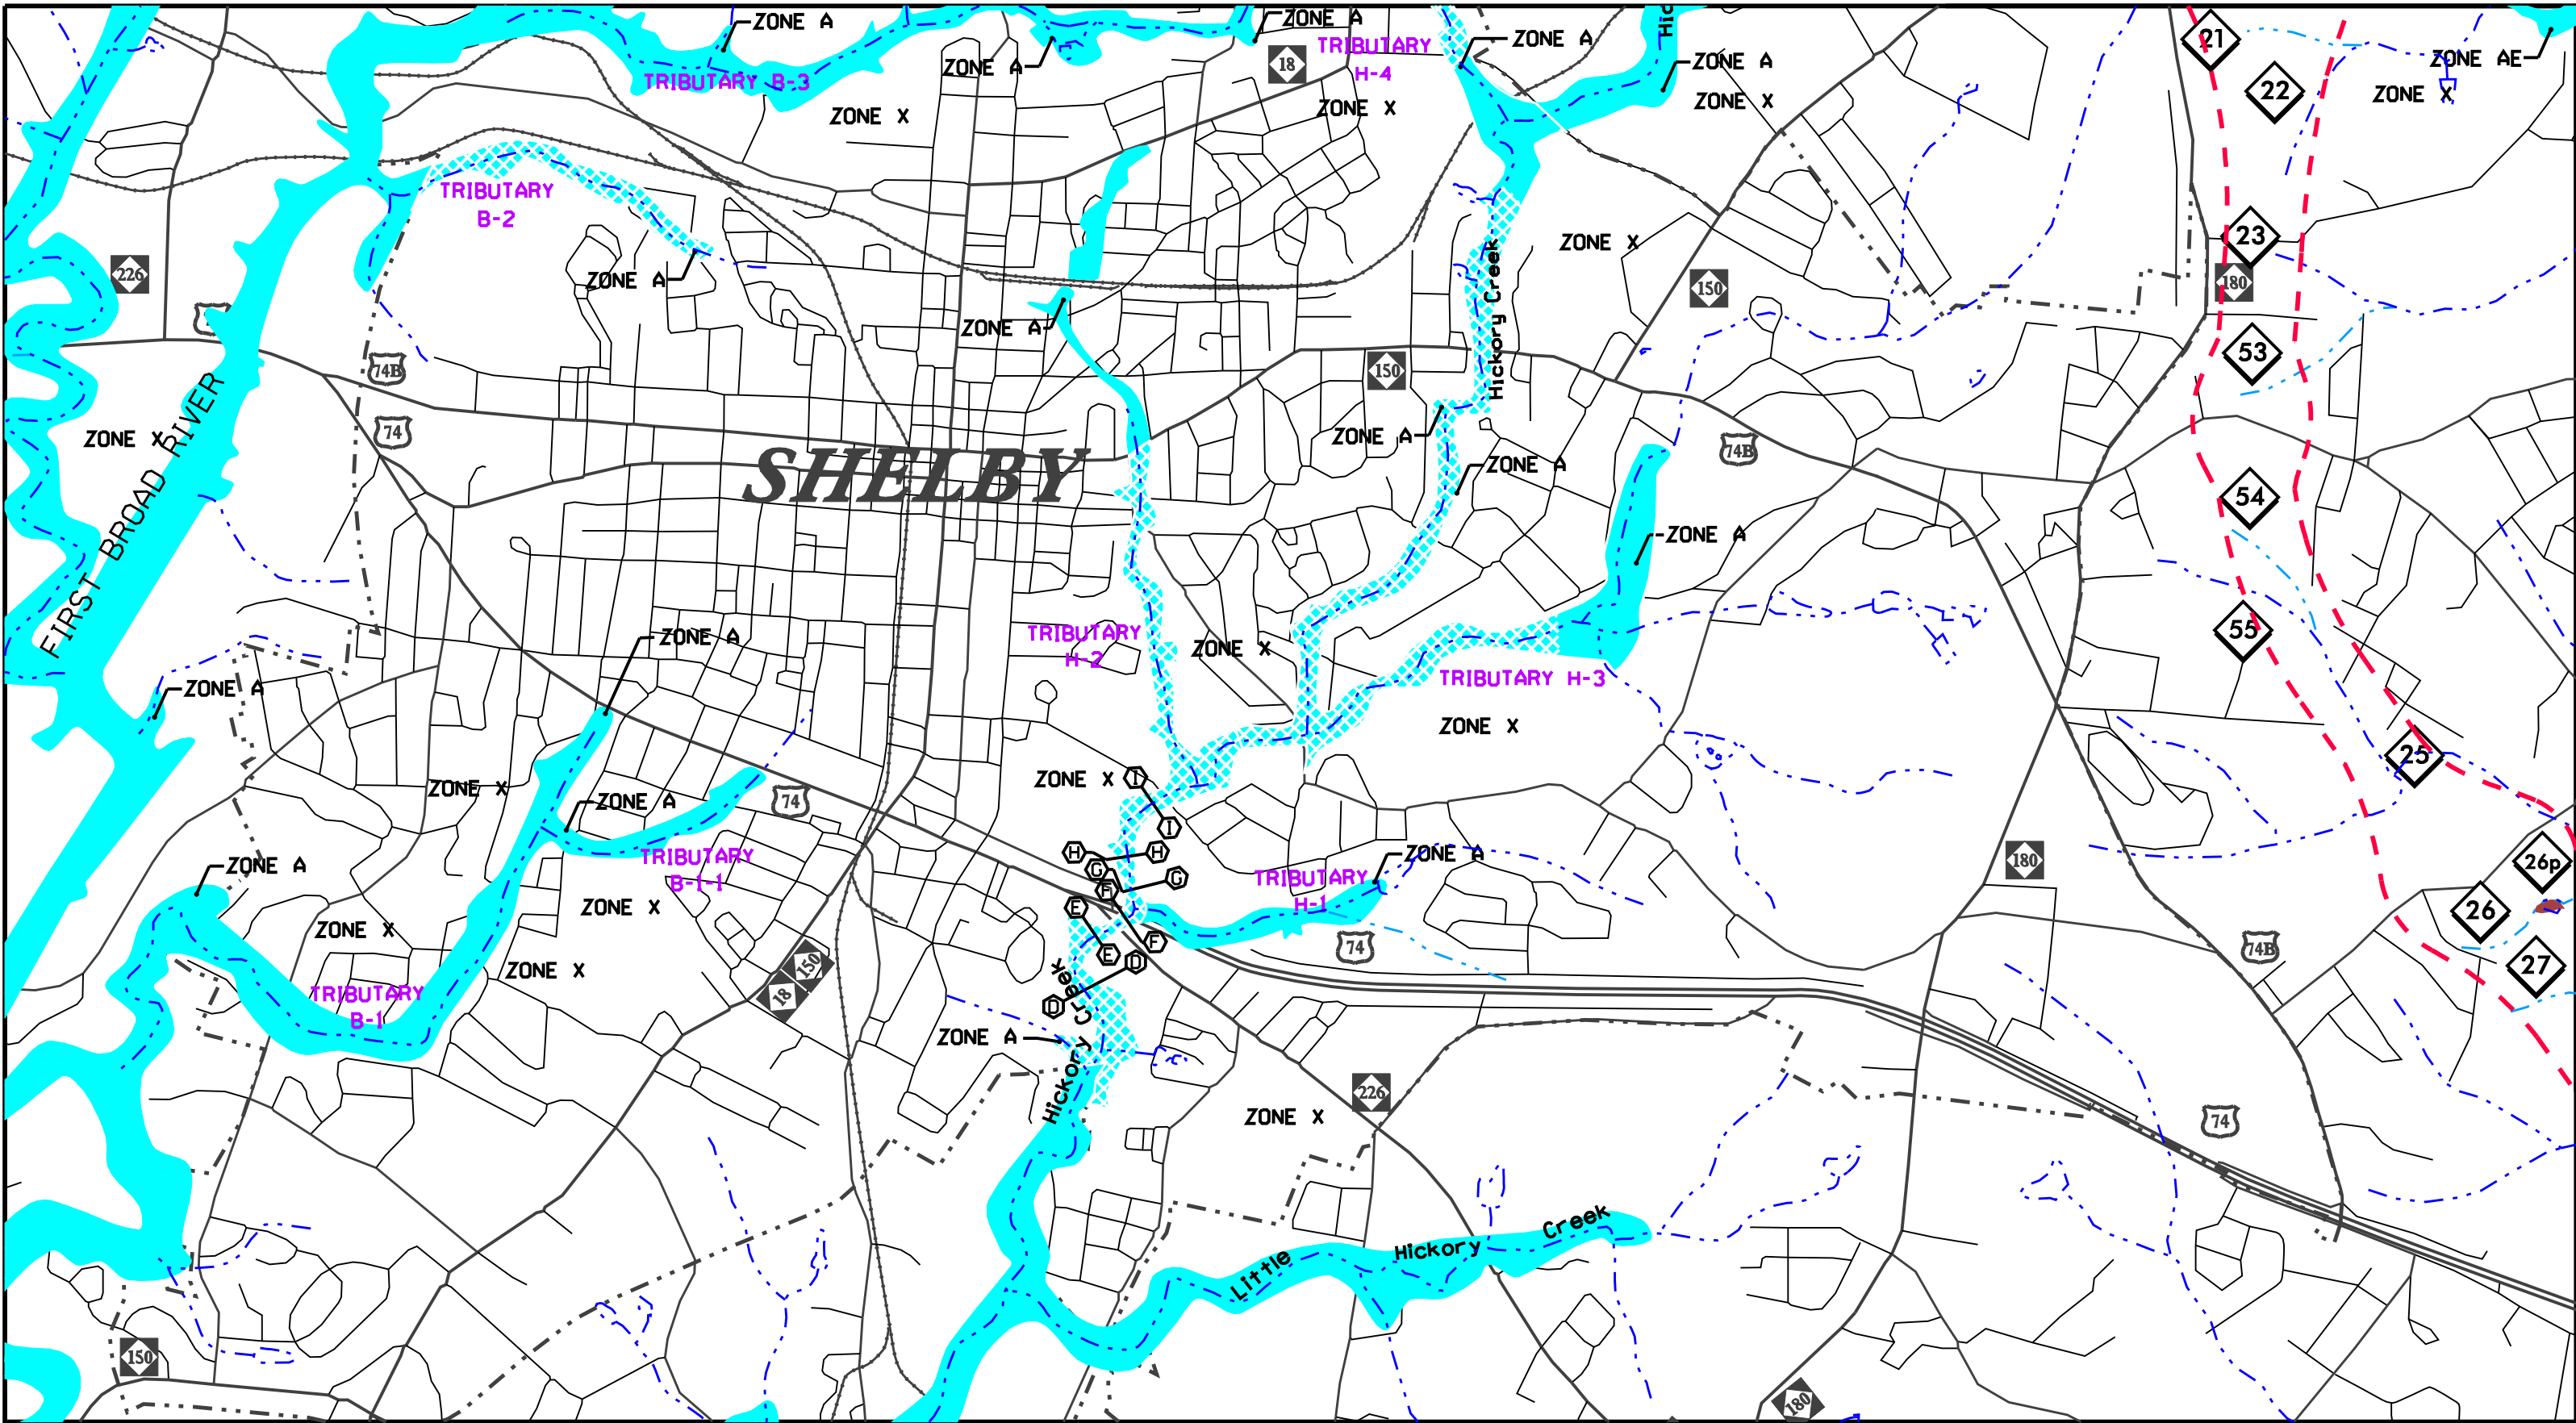 ZONE A
ZONE A
TRIBUTARY
H-4
ZONE A
21
ZONE AE
TRIBUTARY B-3
ZONE A
18
ZONE A
22
ZONE X
ZONE X
ZONE X
ZONE X
TRIBUTARY
B-2
23
ZONE X
226
ZONE A
Hickory Creek
150
180
ZONE A
74B
150
53
FIRST BROAD RIVER
ZONE X
74
ZONE A
74B
SHELBY
ZONE A
54
ZONE A
ZONE A
TRIBUTARY
H-2
ZONE X
55
ZONE A
TRIBUTARY H-3
ZONE X
25
ZONE X
ZONE X
I
I
ZONE A
74
TRIBUTARY
B-1-1
H
H
G
G
F
F
E
E
D
D
ZONE A
TRIBUTARY
H-1
180
26p
ZONE A
ZONE X
ZONE X
26
74
74B
27
ZONE X
150
18
TRIBUTARY
B-1
ZONE A
Hickory Creek
226
ZONE X
74
Little Hickory Creek
150
180